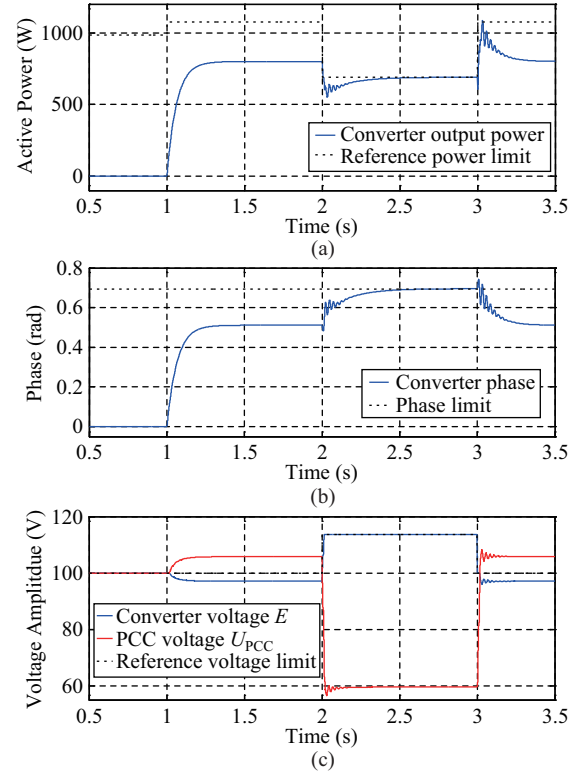 1000
500
0
Active Power (W)
Converter output power
Reference power limit
0.5 1 1.5 2 2.5 3 3.5
Time (s)
(a)
0.8
0.6
0.4
0.2
0
Phase (rad)
Converter phase
Phase limit
0.5 1 1.5 2 2.5 3 3.5
Time (s)
(b)
120
100
80
60
Voltage Amplitdue (V)
Converter voltage E
PCC voltage UPCC
Reference voltage limit
0.5 1 1.5 2 2.5 3 3.5
Time (s)
(c)